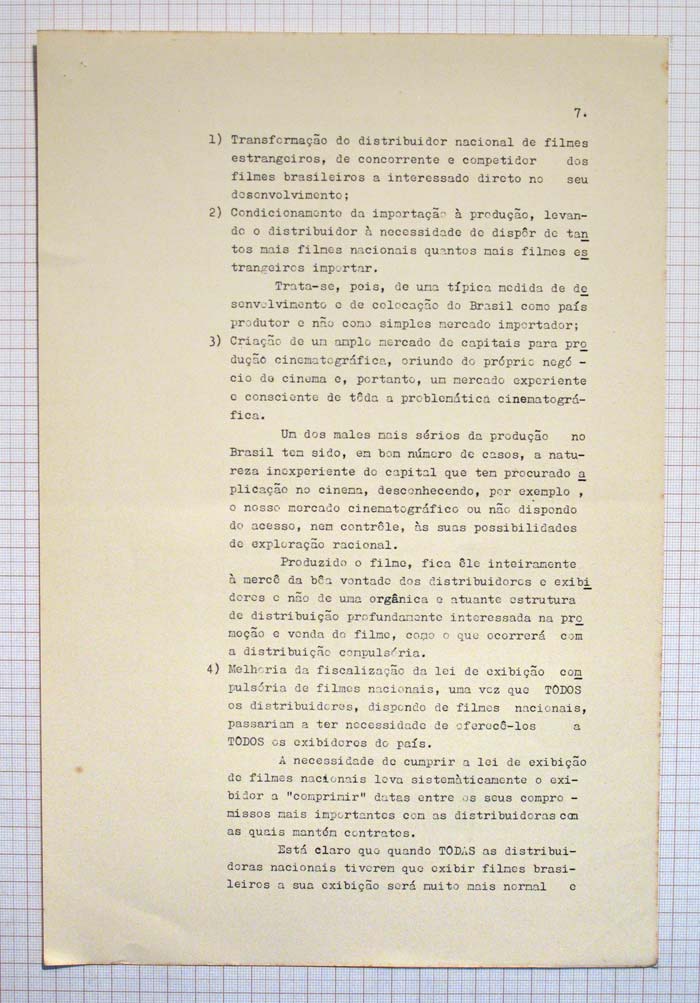 7.
1) Transformação do distribuidor nacional de filmes
estrangeiros, de concorrente e competidor dos
filmes brasileiros a interessado direto no seu
desenvolvimento;
2) Condicionamento da importação à produção, levan-
do o distribuidor à necessidade de dispôr de tan
tos mais filmes nacionais quantos mais filmes es
trangeiros importar.
Trata-se, pois, de uma típica medida de de
senvolvimento e de colocação do Brasil como país
produtor e não como simples mercado importador;
3) Criação de um amplo mercado de capitais para pro
dução cinematográfica, oriundo do próprio negó -
cio de cinema e, portanto, um mercado experiente
e consciente de tôda a problemática cinematográ-
fica.
Um dos males mais sérios da produção no
Brasil tem sido, em bom número de casos, a natu-
reza inexperiente do capital que tem procurado a
plicação no cinema, desconhecendo, por exemplo ,
o nosso mercado cinematográfico ou não dispondo
do acesso, nem contrôle, às suas possibilidades
de exploração racional.
Produzido o filme, fica êle inteiramente
à mercê da bôa vontade dos distribuidores e exibi
dores e não de uma orgânica e atuante estrutura
de distribuição profundamente interessada na pro
moção e venda do filme, como o que ocorrerá com
a distribuição compulsória.
4) Melhoria da fiscalização da lei de exibição com
pulsória de filmes nacionais, uma vez que TODOS
os distribuidores, dispondo de filmes nacionais,
passariam a ter necessidade de oferecê-los a
TODOS os exibidores do país.
A necessidade de cumprir a lei de exibição
de filmes nacionais leva sistemàticamente o exi-
bidor a "comprimir" datas entre os seus compro -
missos mais importantes com as distribuidoras com
as quais mantém contratos.
Está claro que quando TÔDAS as distribui-
doras nacionais tiverem que exibir filmes brasi-
leiros a sua exibição será muito mais normal e